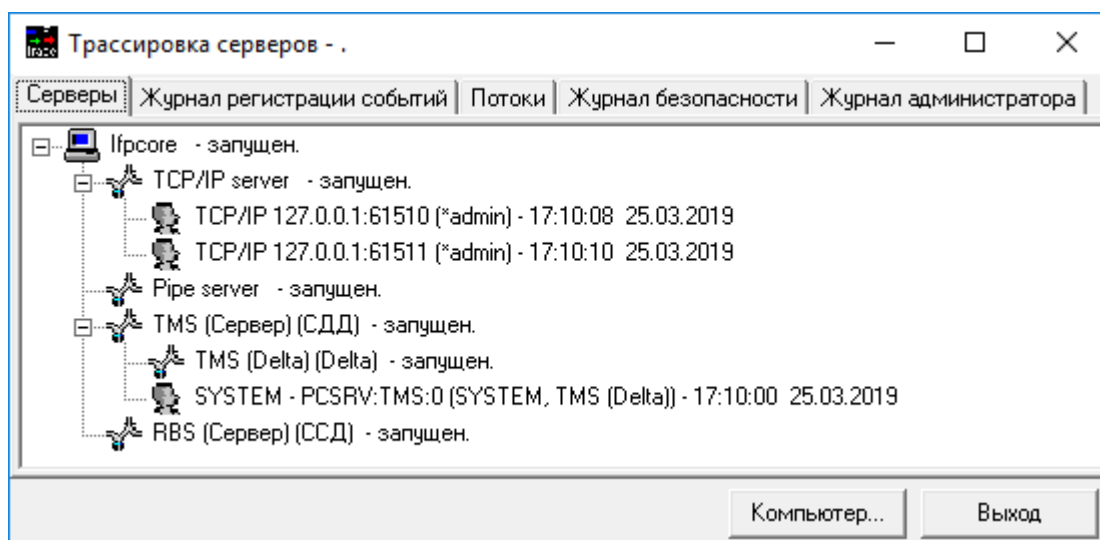 Трассировка серверов - .
Серверы Журнал регистрации событий Потоки Журнал безопасности Журнал администратора
Ifpcore - запущен.
TCP/IP server - запущен.
TCP/IP 127.0.0.1:61510 (*admin) - 17:10:08 25.03.2019
TCP/IP 127.0.0.1:61511 (*admin) - 17:10:10 25.03.2019
Pipe server - запущен.
TMS (Сервер) (СДД) - запущен.
TMS (Delta) (Delta) - запущен.
SYSTEM - PCSRV:TMS:0 (SYSTEM, TMS (Delta)) - 17:10:00 25.03.2019
RBS (Сервер) (ССД) - запущен.
Компьютер... Выход